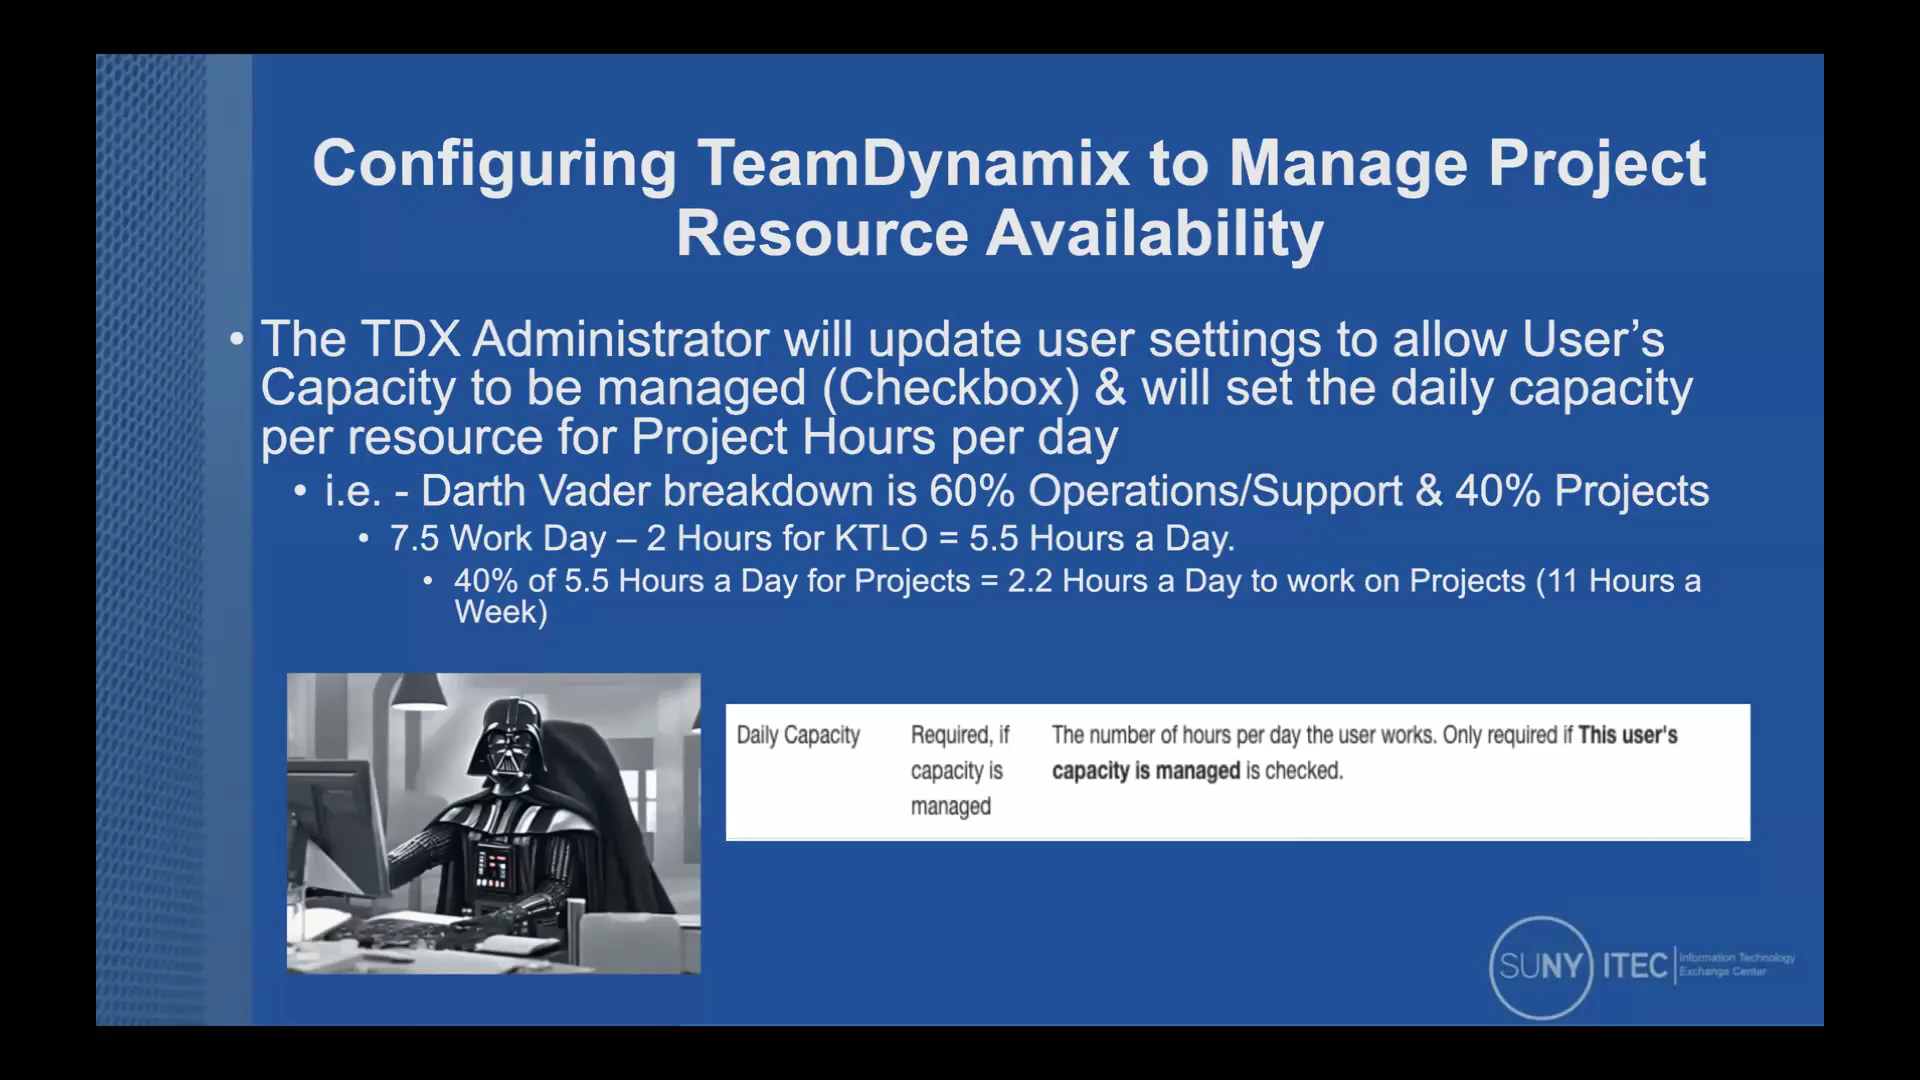 Configuring TeamDynamix to Manage Project
Resource Availability
• The TDX Administrator will update user settings to allow User’s
Capacity to be managed (Checkbox) & will set the daily capacity
per resource for Project Hours per day
• i.e. - Darth Vader breakdown is 60% Operations/Support & 40% Projects
• 7.5 Work Day – 2 Hours for KTLO = 5.5 Hours a Day.
• 40% of 5.5 Hours a Day for Projects = 2.2 Hours a Day to work on Projects (11 Hours a
Week)
Daily Capacity Required, if The number of hours per day the user works. Only required if This user's
capacity is capacity is managed is checked.
managed
SUNY ITEC Information Technology
Exchange Center